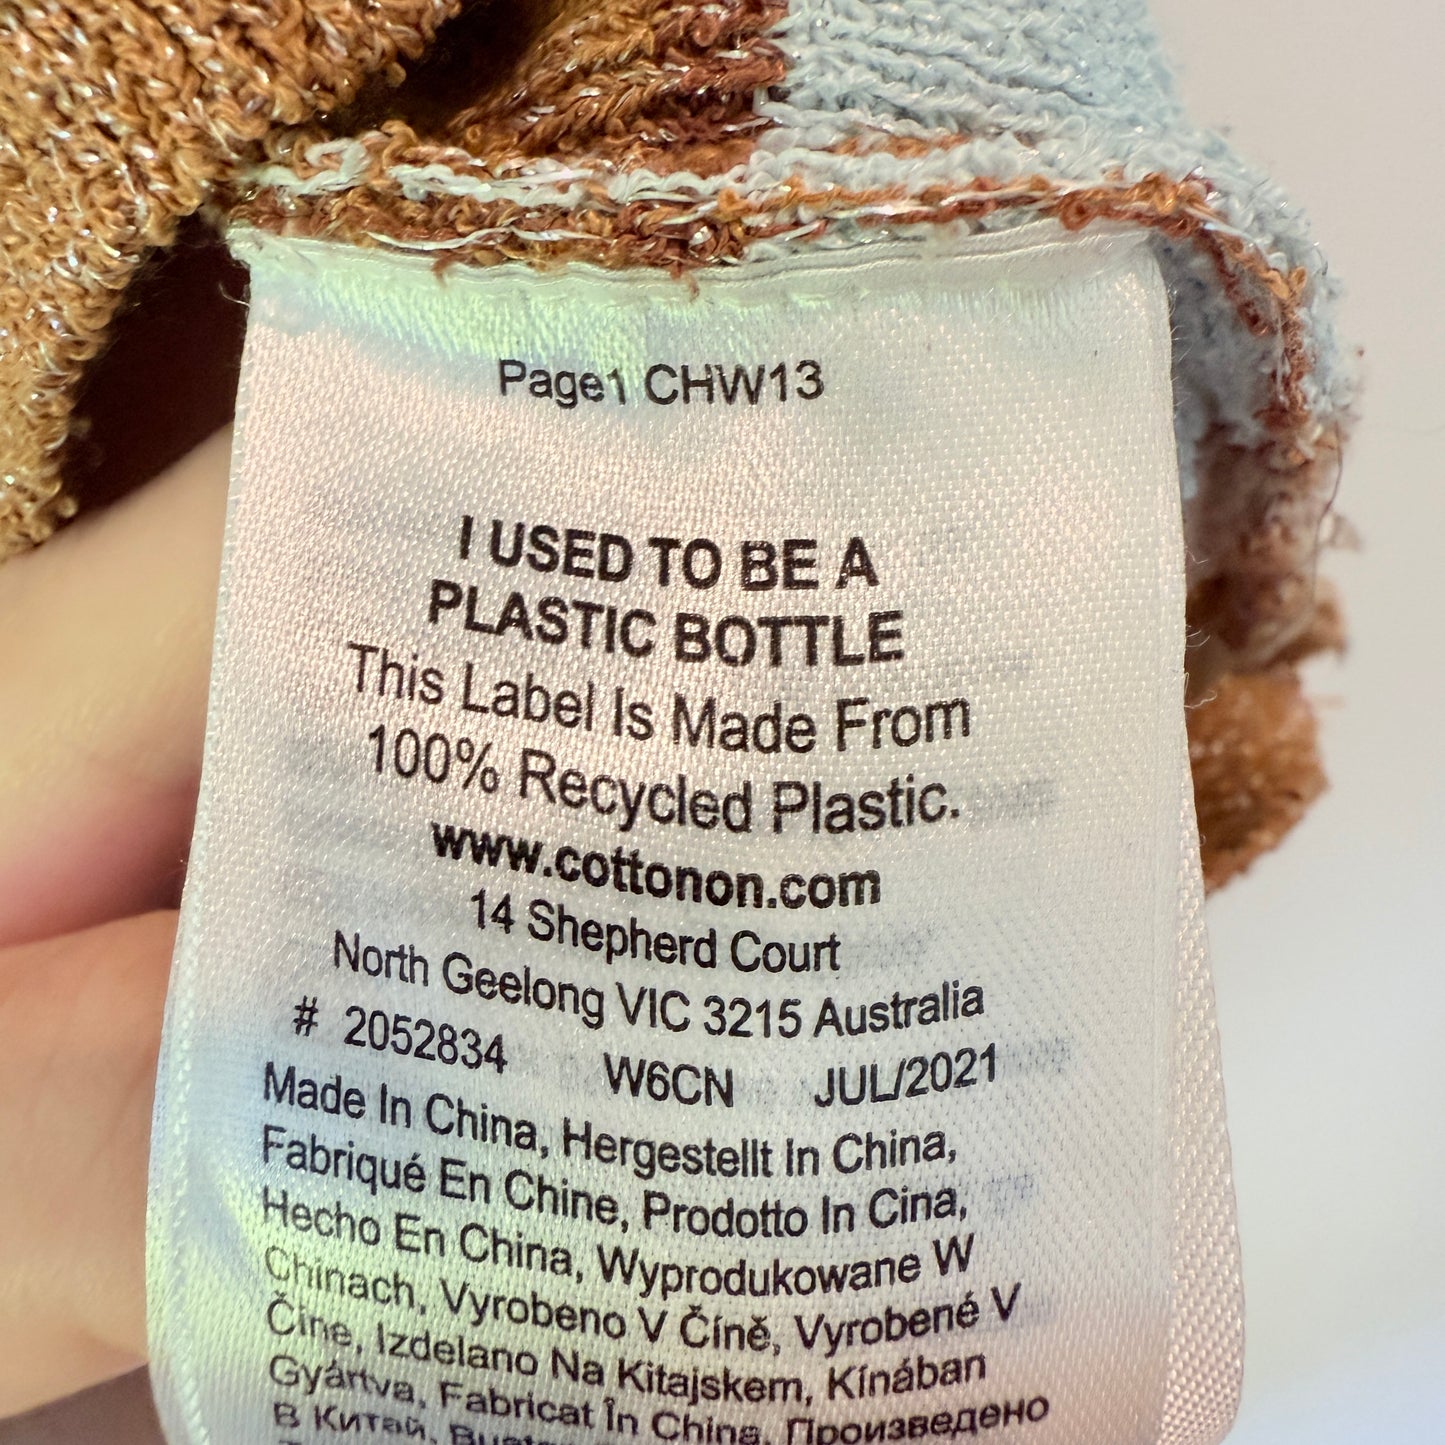 Page1 CHW13
I USED TO BE A
PLASTIC BOTTLE
This Label Is Made From
100% Recycled Plastic.
www.cottonon.com
14 Shepherd Court
North Geelong VIC 3215 Australia
# 2052834 W6CN JUL/2021
Made In China, Hergestellt In China,
Fabriqué En Chine, Prodotto In Cina,
Hecho En China, Wyprodukowane W
Chinach, Vyrobeno V Číně, Vyrobené V
Číne, Izdelano Na Kitajskem, Kínában
Gyártva, Fabricat În China, Произведено
В Китай,